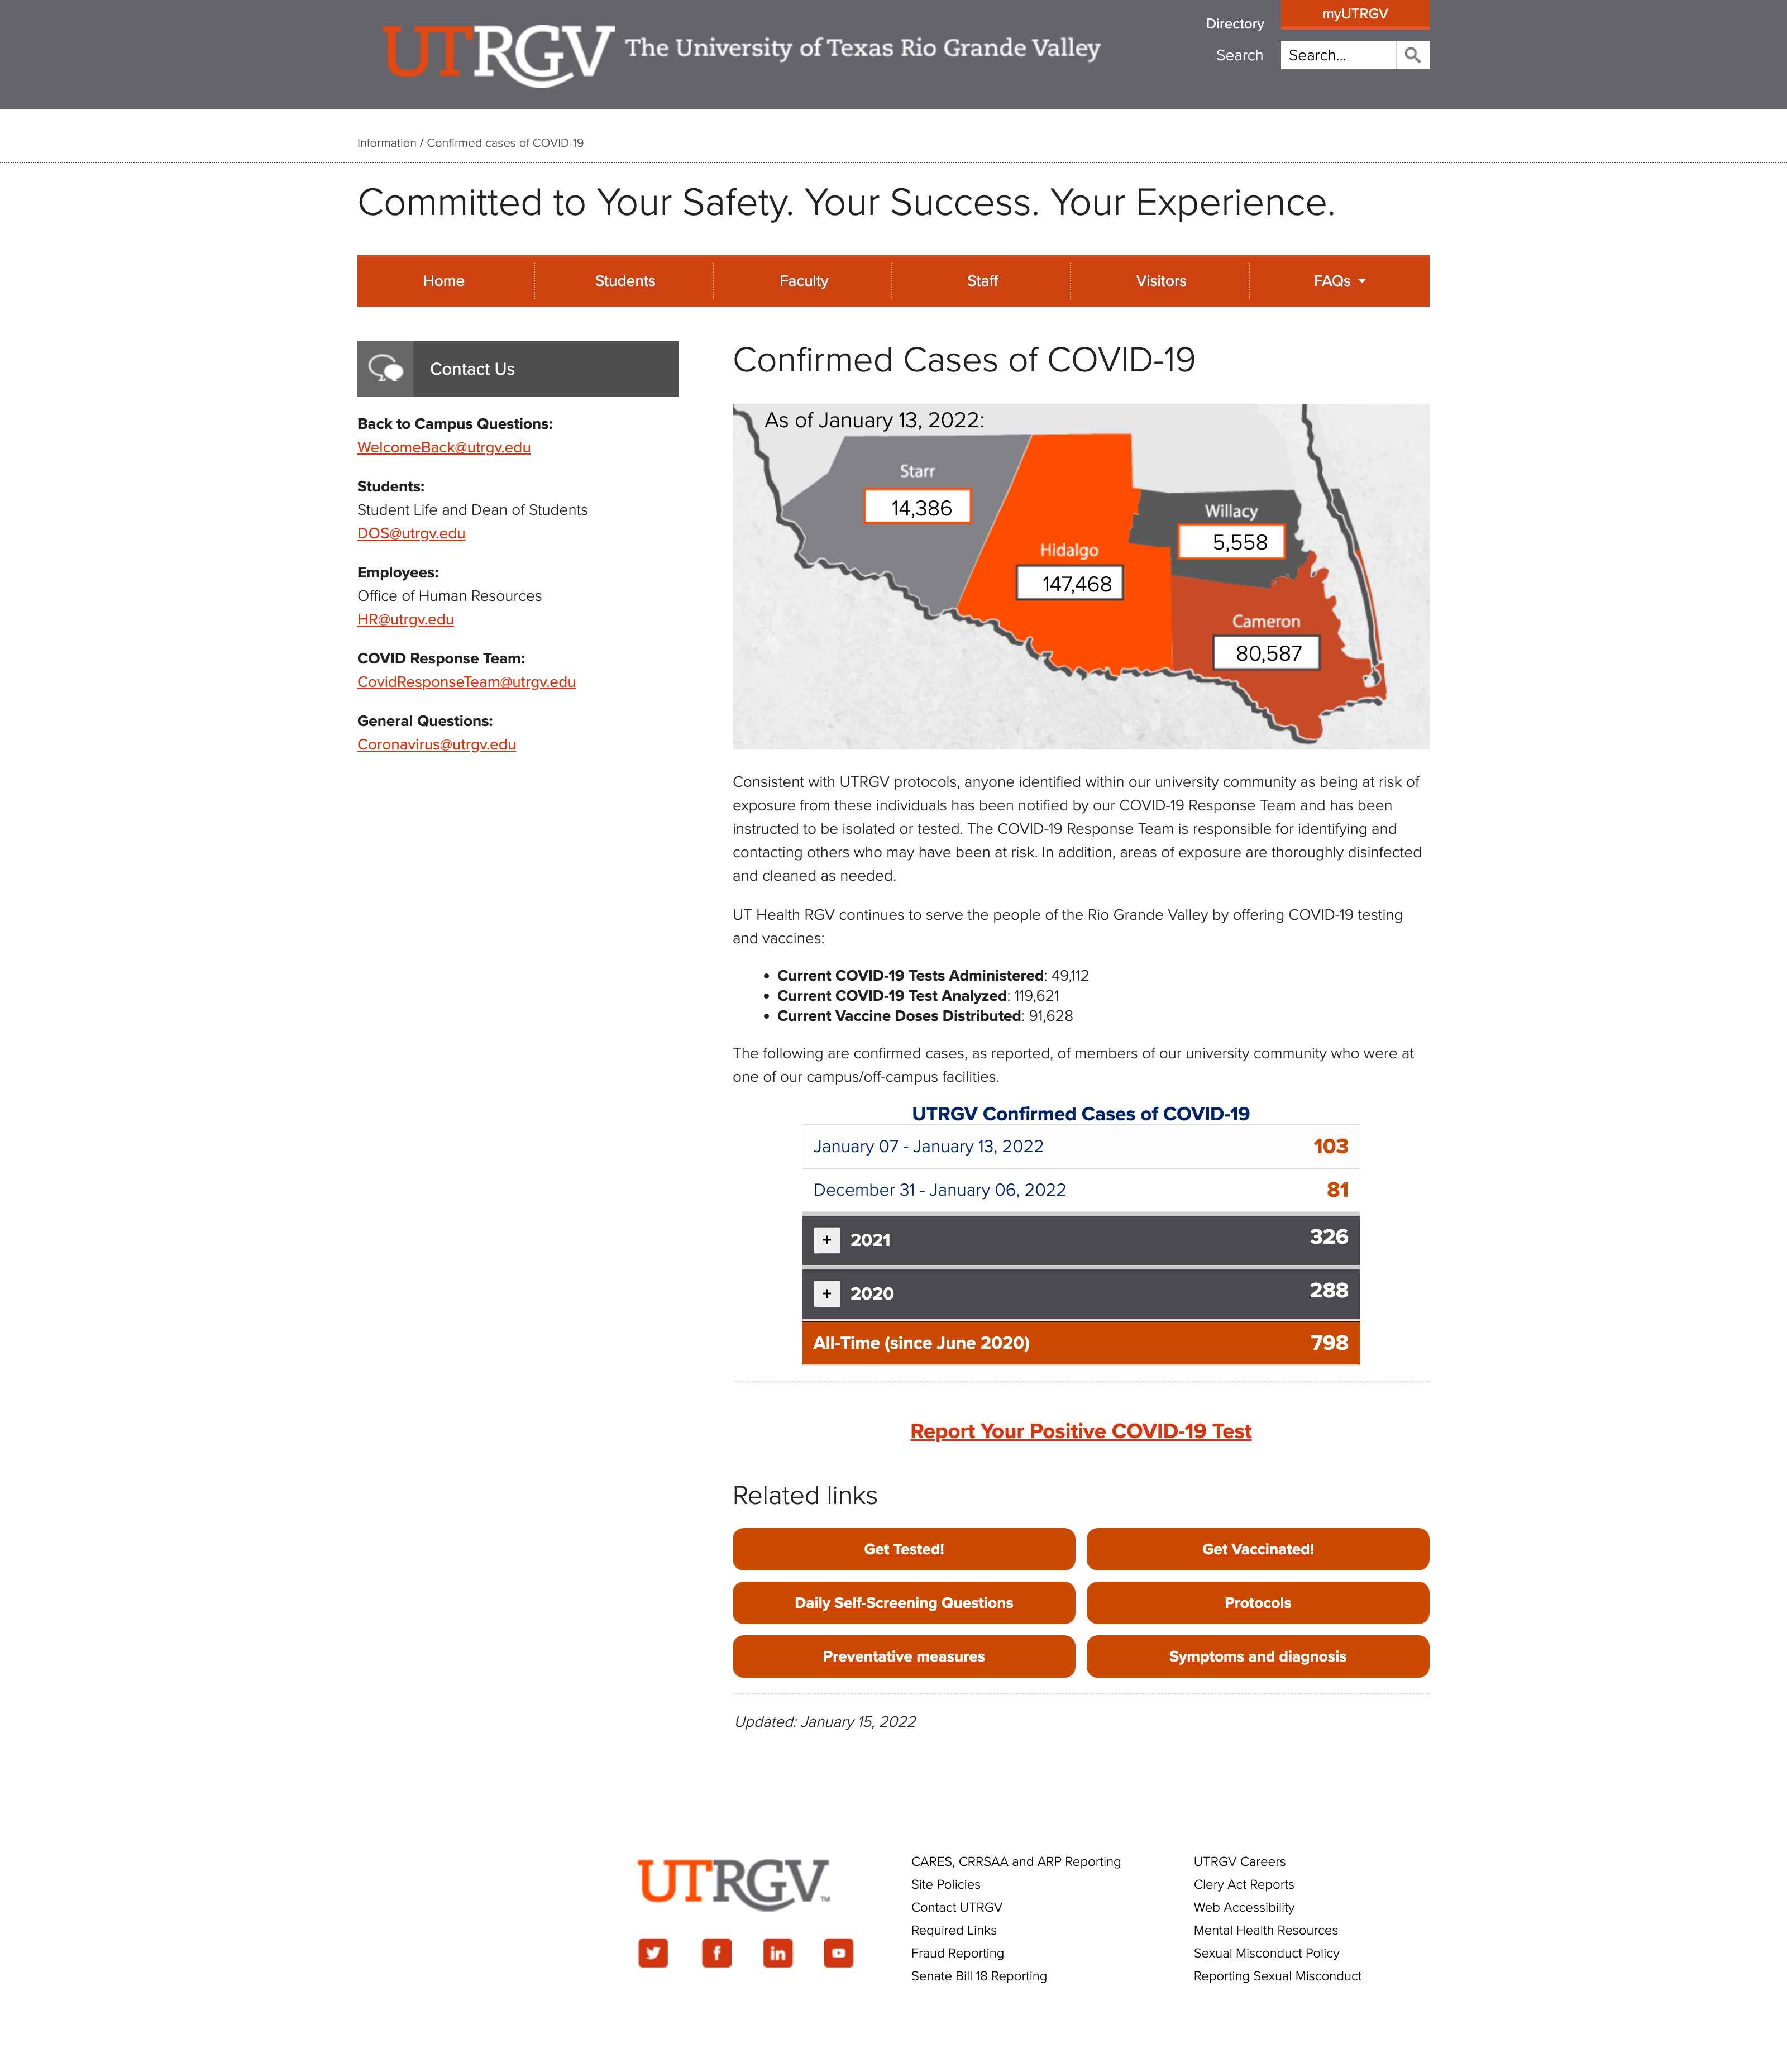 UTRGV The University of Texas Rio Grande Valley
Directory
myUTRGV
Search
Search...
Information / Confirmed cases of COVID-19
Committed to Your Safety. Your Success. Your Experience.
Home Students Faculty Staff Visitors FAQs
Contact Us
Back to Campus Questions:
WelcomeBack@utrgv.edu
Students:
Student Life and Dean of Students
DOS@utrgv.edu
Employees:
Office of Human Resources
HR@utrgv.edu
COVID Response Team:
CovidResponseTeam@utrgv.edu
General Questions:
Coronavirus@utrgv.edu
Confirmed Cases of COVID-19
As of January 13, 2022:
Starr
14,386
Hidalgo
147,468
Willacy
5,558
Cameron
80,587
Consistent with UTRGV protocols, anyone identified within our university community as being at risk of
exposure from these individuals has been notified by our COVID-19 Response Team and has been
instructed to be isolated or tested. The COVID-19 Response Team is responsible for identifying and
contacting others who may have been at risk. In addition, areas of exposure are thoroughly disinfected
and cleaned as needed.
UT Health RGV continues to serve the people of the Rio Grande Valley by offering COVID-19 testing
and vaccines:
• Current COVID-19 Tests Administered: 49,112
• Current COVID-19 Test Analyzed: 119,621
• Current Vaccine Doses Distributed: 91,628
The following are confirmed cases, as reported, of members of our university community who were at
one of our campus/off-campus facilities.
UTRGV Confirmed Cases of COVID-19
January 07 - January 13, 2022 103
December 31 - January 06, 2022 81
+ 2021 326
+ 2020 288
All-Time (since June 2020) 798
Report Your Positive COVID-19 Test
Related links
Get Tested! Get Vaccinated!
Daily Self-Screening Questions Protocols
Preventative measures Symptoms and diagnosis
Updated: January 15, 2022
UTRGV™
CARES, CRRSAA and ARP Reporting
Site Policies
Contact UTRGV
Required Links
Fraud Reporting
Senate Bill 18 Reporting
UTRGV Careers
Clery Act Reports
Web Accessibility
Mental Health Resources
Sexual Misconduct Policy
Reporting Sexual Misconduct